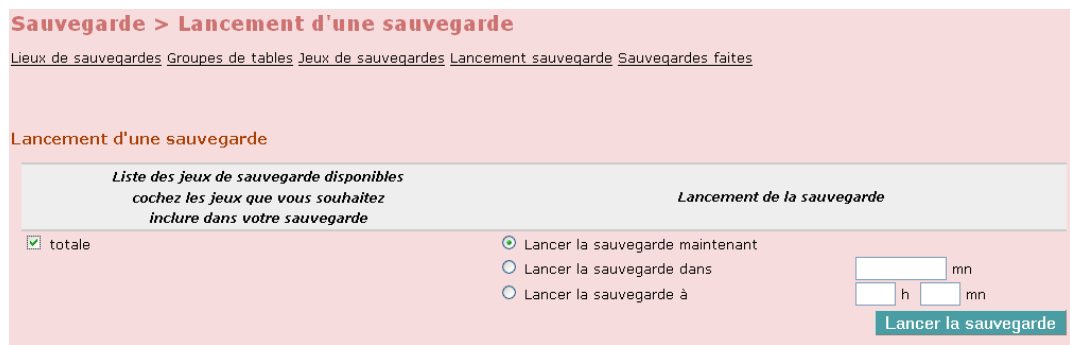 Sauvegarde > Lancement d'une sauvegarde
Lieux de sauvegardes Groupes de tables Jeux de sauvegardes Lancement sauvegarde Sauvegardes faites
Lancement d'une sauvegarde
Liste des jeux de sauvegarde disponibles
cochez les jeux que vous souhaitez
inclure dans votre sauvegarde
Lancement de la sauvegarde
totale
Lancer la sauvegarde maintenant
Lancer la sauvegarde dans mn
Lancer la sauvegarde à h mn
Lancer la sauvegarde